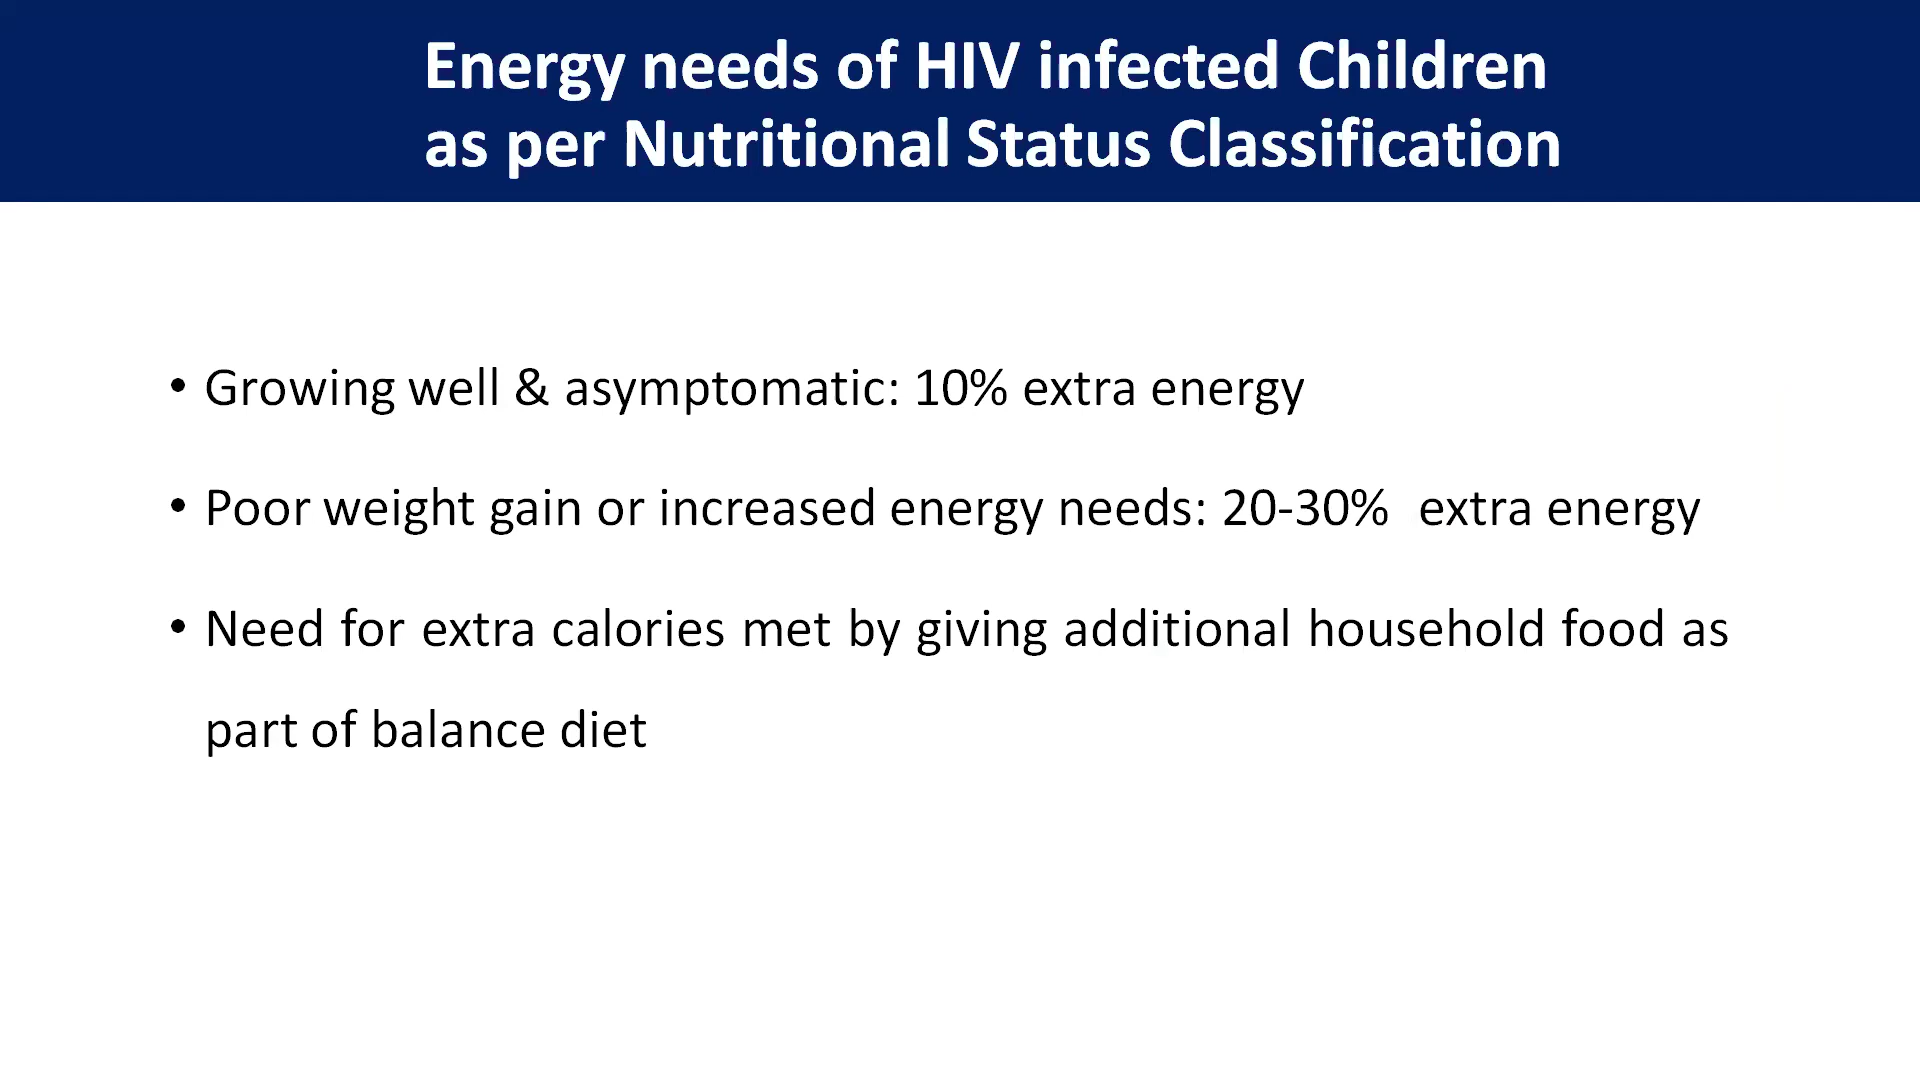 Energy needs of HIV infected Children
as per Nutritional Status Classification
• Growing well & asymptomatic: 10% extra energy
• Poor weight gain or increased energy needs: 20-30%  extra energy
• Need for extra calories met by giving additional household food as
part of balance diet